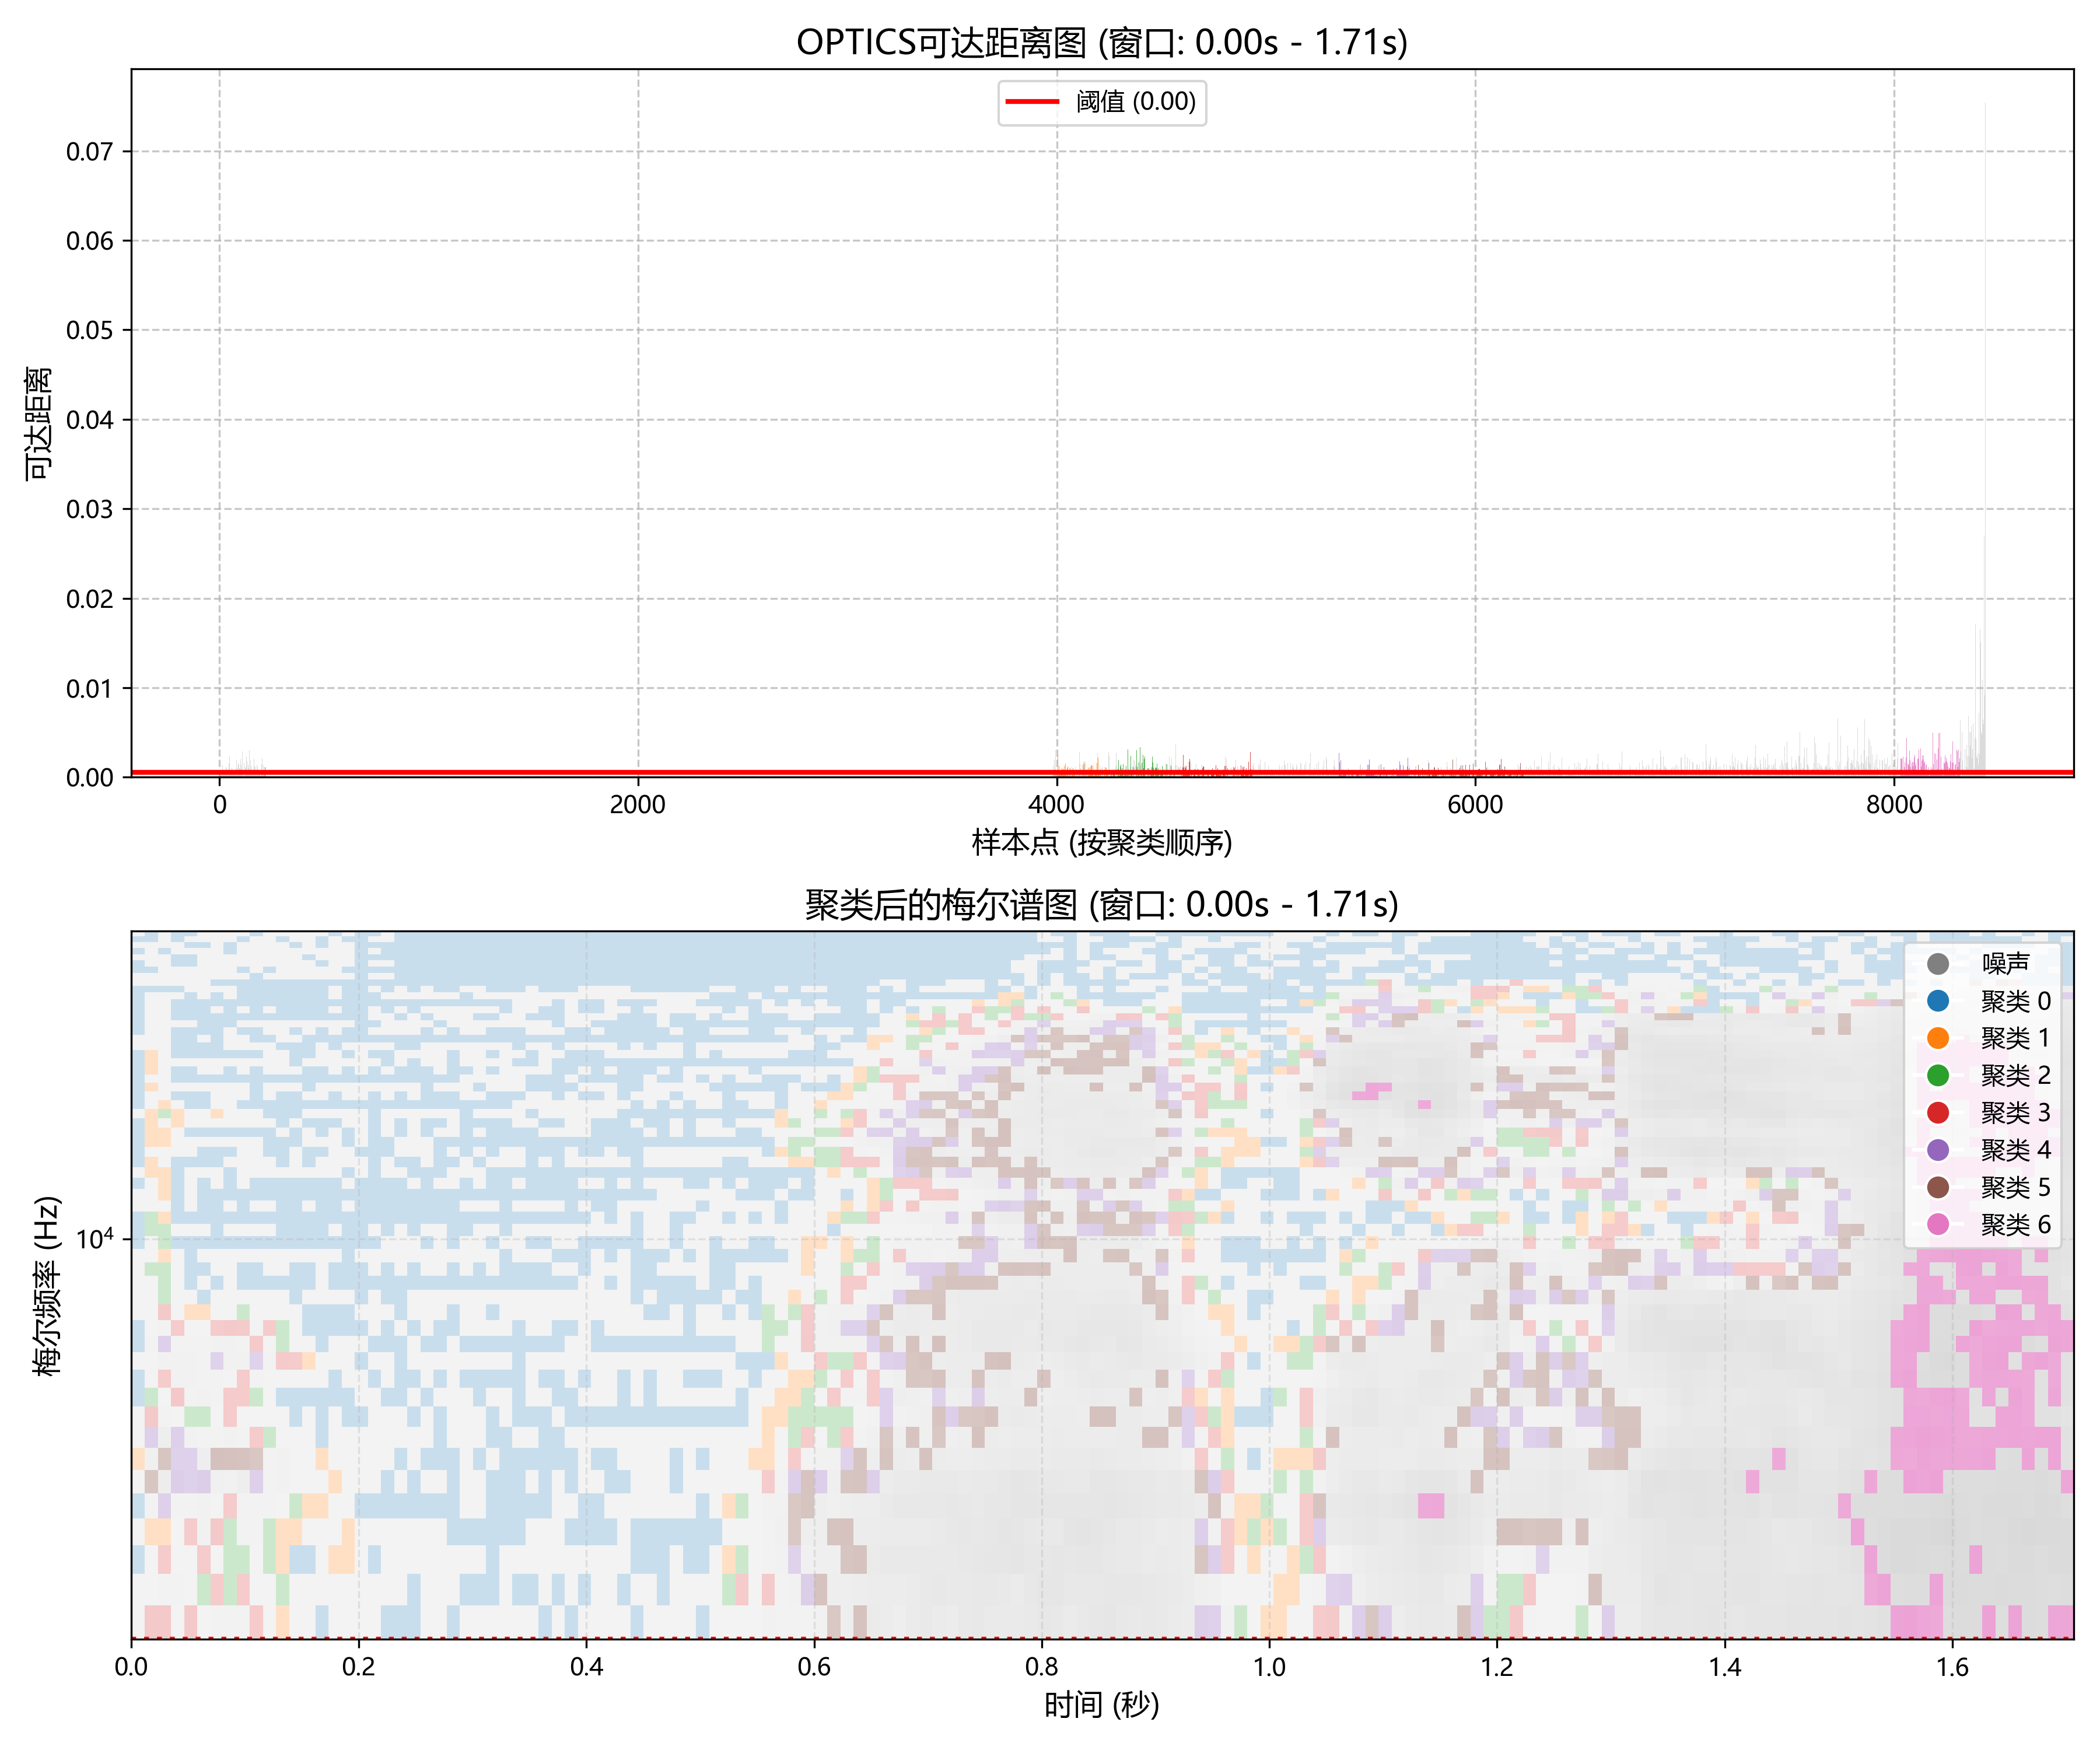 OPTICS可达距离图 (窗口: 0.00s - 1.71s)
阈值 (0.00)
0.07
0.06
0.05
0.04
0.03
0.02
0.01
0.00
可达距离
0 2000 4000 6000 8000
样本点 (按聚类顺序)
聚类后的梅尔谱图 (窗口: 0.00s - 1.71s)
噪声
聚类 0
聚类 1
聚类 2
聚类 3
聚类 4
聚类 5
聚类 6
10⁴
梅尔频率 (Hz)
0.0 0.2 0.4 0.6 0.8 1.0 1.2 1.4 1.6
时间 (秒)